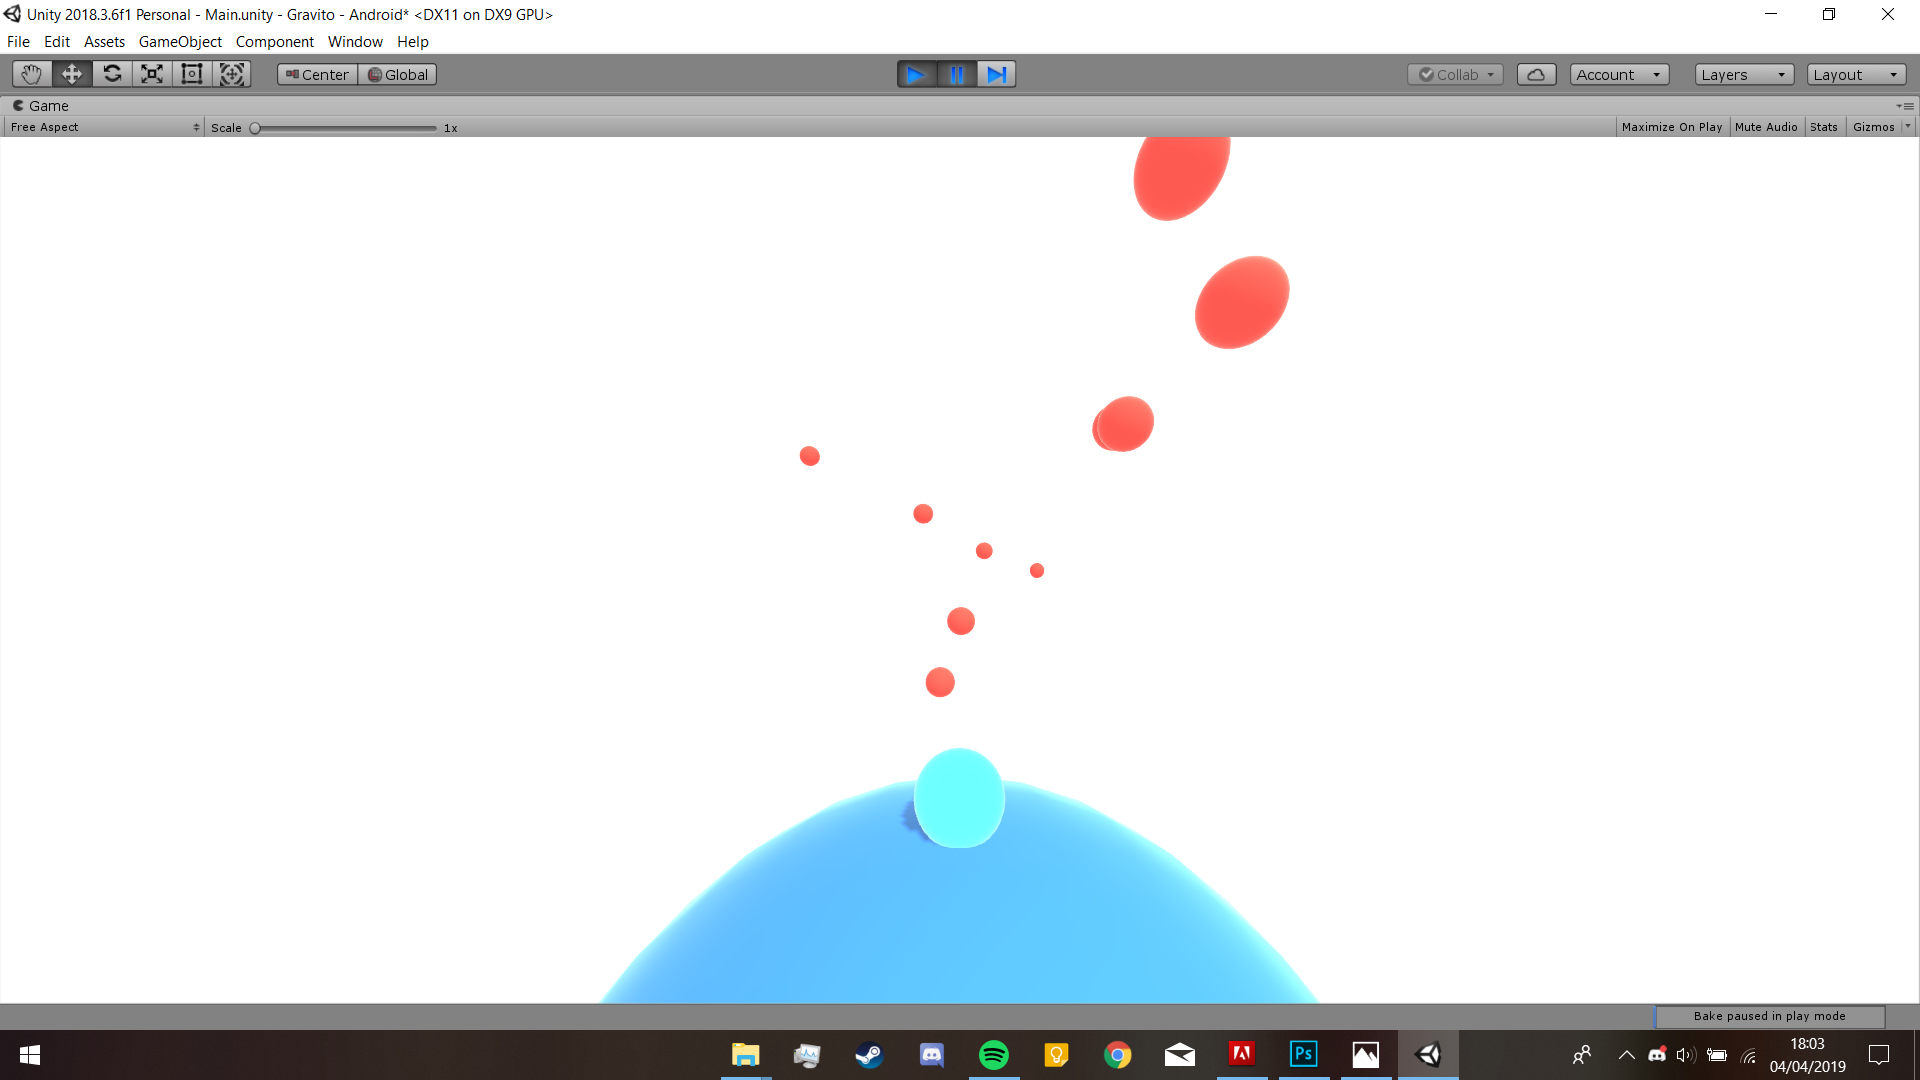 Unity 2018.3.6f1 Personal - Main.unity - Gravito - Android* <DX11 on DX9 GPU>
File Edit Assets GameObject Component Window Help
Center Global Collab Account Layers Layout
Game
Free Aspect Scale 1x Maximize On Play Mute Audio Stats Gizmos
Bake paused in play mode
Ps
18:03
04/04/2019